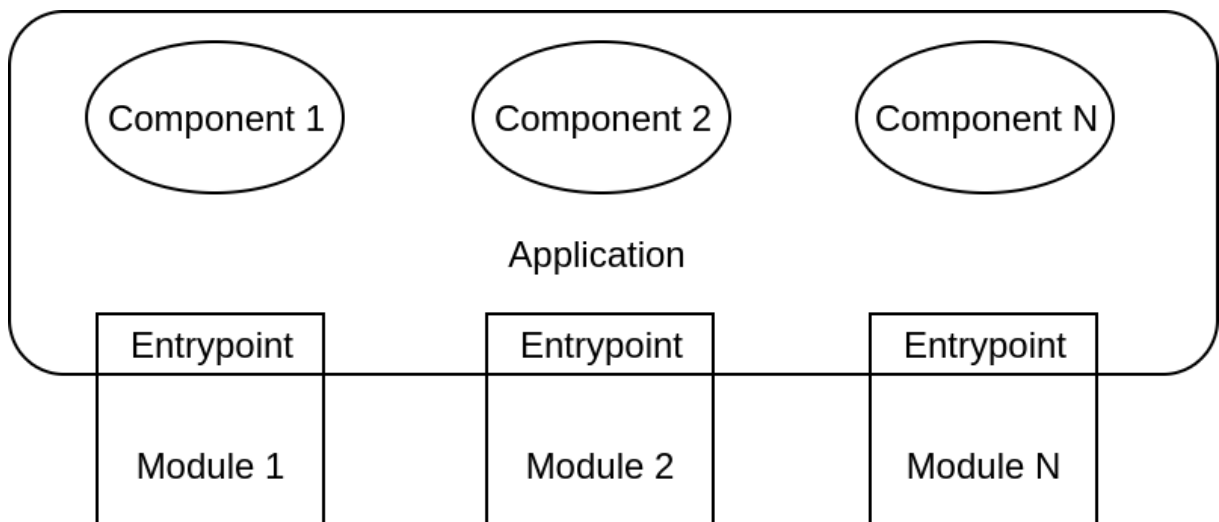 Component 1
Component 2
Component N
Application
Entrypoint
Entrypoint
Entrypoint
Module 1
Module 2
Module N